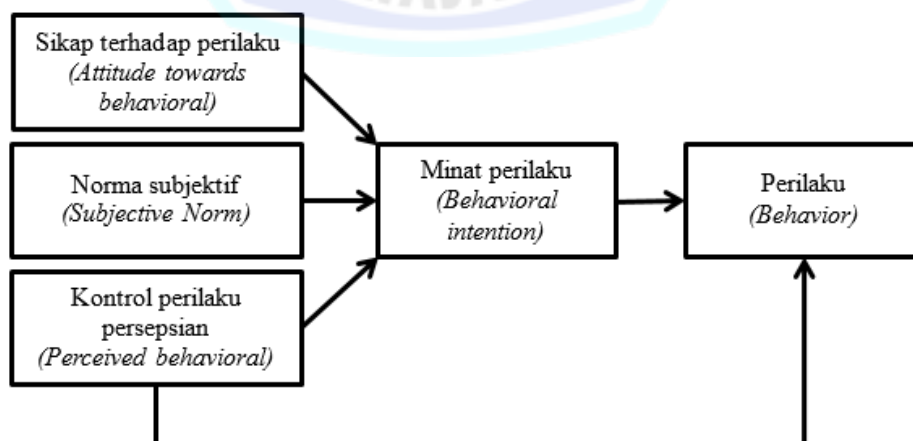 Sikap terhadap perilaku
(Attitude towards
behavioral)
Norma subjektif
(Subjective Norm)
Kontrol perilaku
persepsian
(Perceived behavioral)
Minat perilaku
(Behavioral
intention)
Perilaku
(Behavior)